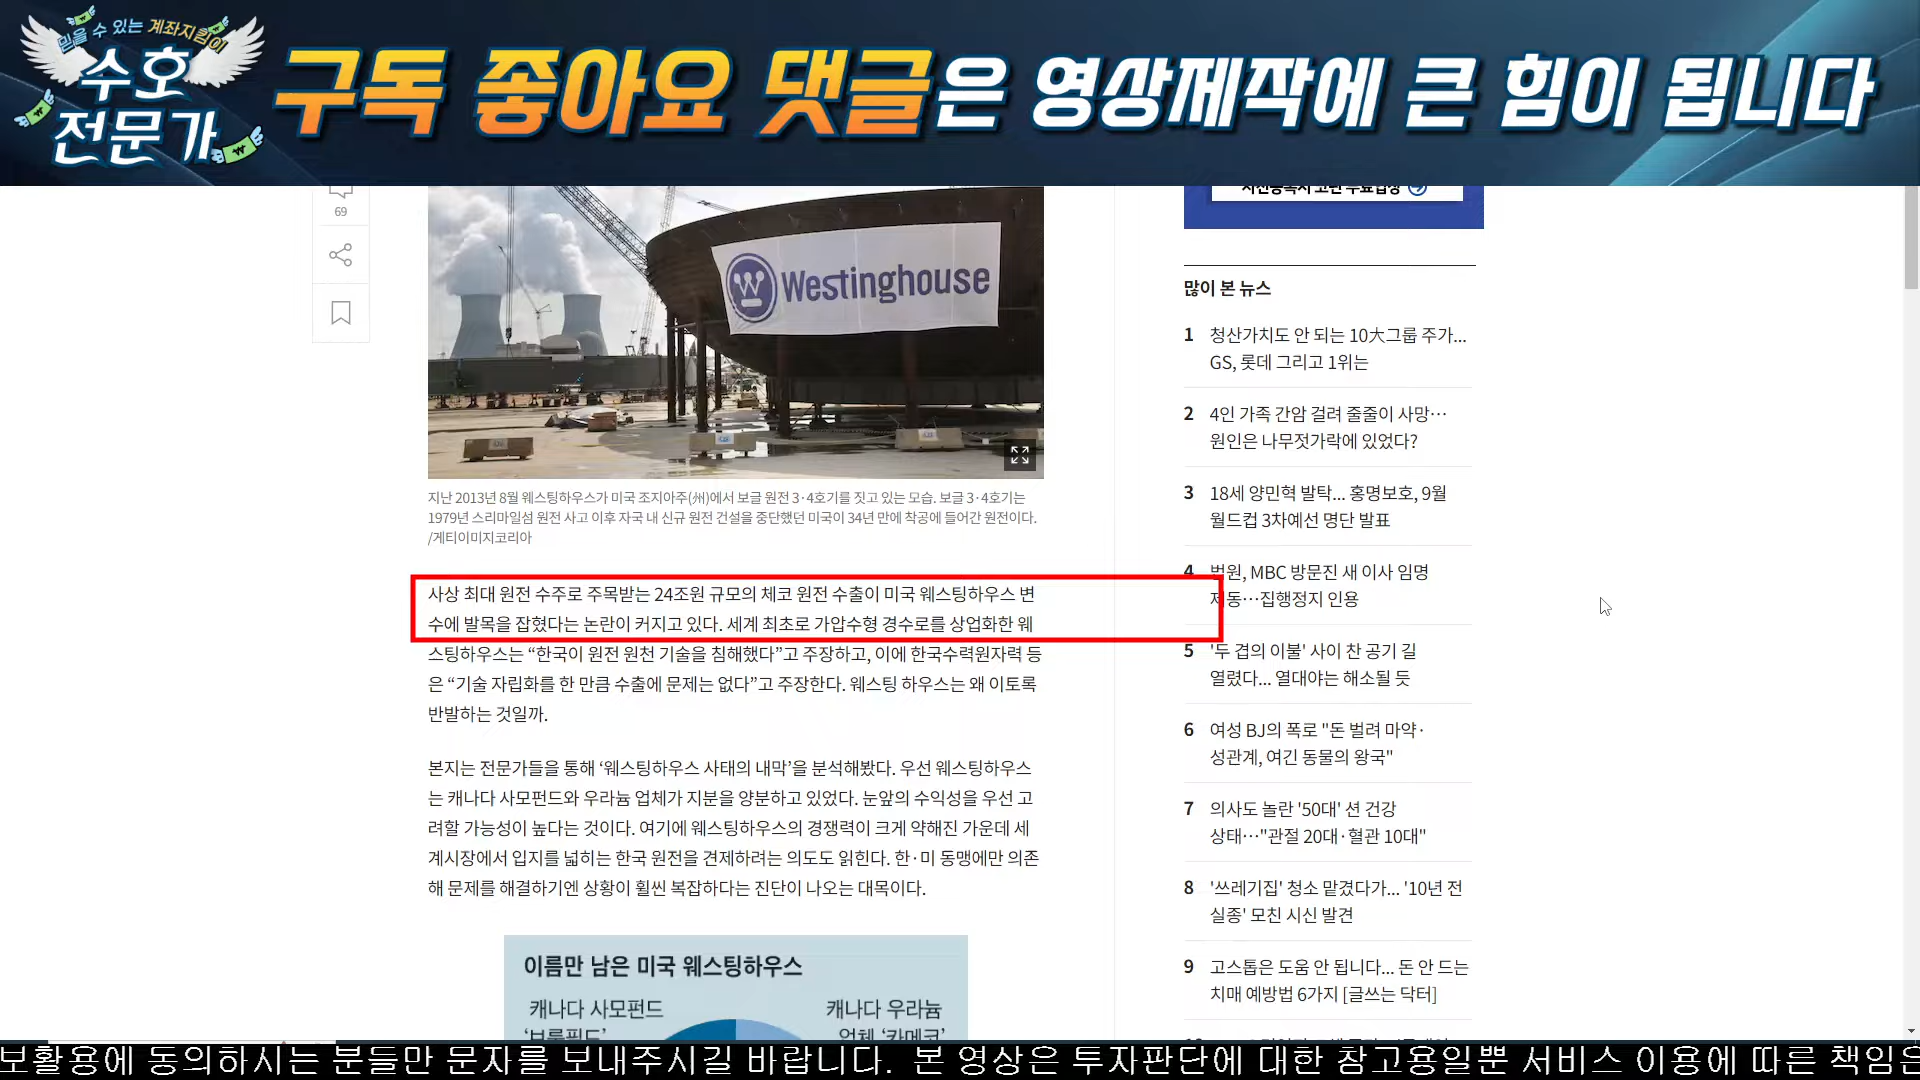 믿을 수 있는 계좌지킴이
수호
전문가
구독 좋아요 댓글은 영상제작에 큰 힘이 됩니다
69
Westinghouse
지난 2013년 8월 웨스팅하우스가 미국 조지아주(州)에서 보글 원전 3·4호기를 짓고 있는 모습. 보글 3·4호기는
1979년 스리마일섬 원전 사고 이후 자국 내 신규 원전 건설을 중단했던 미국이 34년 만에 착공에 들어간 원전이다.
/게티이미지코리아
사상 최대 원전 수주로 주목받는 24조원 규모의 체코 원전 수출이 미국 웨스팅하우스 변
수에 발목을 잡혔다는 논란이 커지고 있다. 세계 최초로 가압수형 경수로를 상업화한 웨
스팅하우스는 “한국이 원전 원천 기술을 침해했다”고 주장하고, 이에 한국수력원자력 등
은 “기술 자립화를 한 만큼 수출에 문제는 없다”고 주장한다. 웨스팅 하우스는 왜 이토록
반발하는 것일까.
본지는 전문가들을 통해 ‘웨스팅하우스 사태의 내막’을 분석해봤다. 우선 웨스팅하우스
는 캐나다 사모펀드와 우라늄 업체가 지분을 양분하고 있었다. 눈앞의 수익성을 우선 고
려할 가능성이 높다는 것이다. 여기에 웨스팅하우스의 경쟁력이 크게 약해진 가운데 세
계시장에서 입지를 넓히는 한국 원전을 견제하려는 의도도 읽힌다. 한·미 동맹에만 의존
해 문제를 해결하기엔 상황이 훨씬 복잡하다는 진단이 나오는 대목이다.
이름만 남은 미국 웨스팅하우스
캐나다 사모펀드
‘브룩필드’
캐나다 우라늄
업체 ‘카메코’
많이 본 뉴스
1 청산가치도 안 되는 10大그룹 주가...
GS, 롯데 그리고 1위는
2 4인 가족 간암 걸려 줄줄이 사망…
원인은 나무젓가락에 있었다?
3 18세 양민혁 발탁... 홍명보호, 9월
월드컵 3차예선 명단 발표
4 법원, MBC 방문진 새 이사 임명
제동…집행정지 인용
5 '두 겹의 이불' 사이 찬 공기 길
열렸다... 열대야는 해소될 듯
6 여성 BJ의 폭로 "돈 벌려 마약·
성관계, 여긴 동물의 왕국"
7 의사도 놀란 '50대' 션 건강
상태…"관절 20대·혈관 10대"
8 '쓰레기집' 청소 맡겼다가... '10년 전
실종' 모친 시신 발견
9 고스톱은 도움 안 됩니다... 돈 안 드는
치매 예방법 6가지 [글쓰는 닥터]
보활용에 동의하시는 분들만 문자를 보내주시길 바랍니다. 본 영상은 투자판단에 대한 참고용일뿐 서비스 이용에 따른 책임은